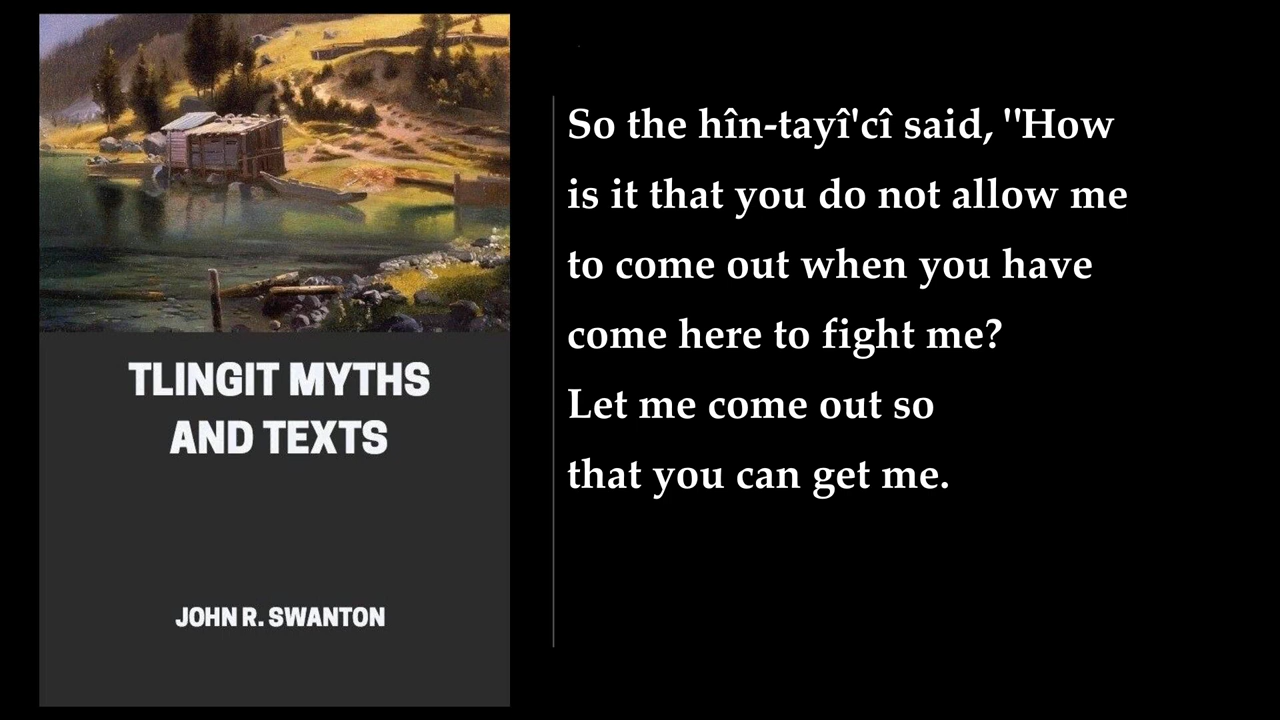 TLINGIT MYTHS
AND TEXTS
JOHN R. SWANTON
So the hîn-tayî'cî said, "How
is it that you do not allow me
to come out when you have
come here to fight me?
Let me come out so
that you can get me.